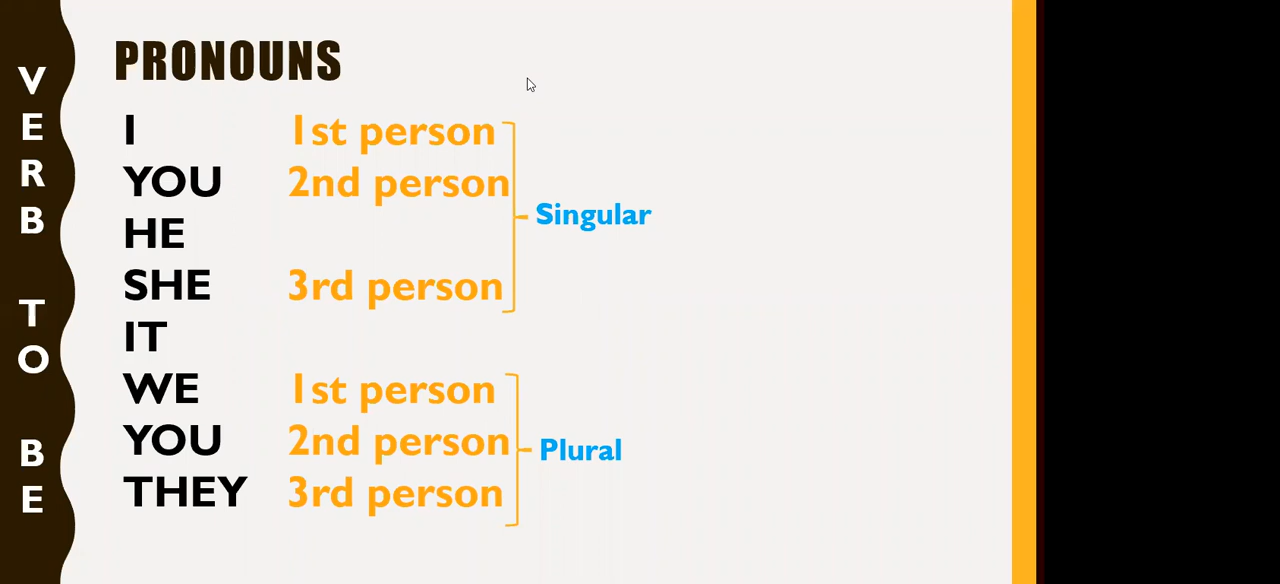 VERB TO BE
PRONOUNS
I 1st person
YOU 2nd person
Singular
HE
SHE 3rd person
IT
WE 1st person
YOU 2nd person
Plural
THEY 3rd person